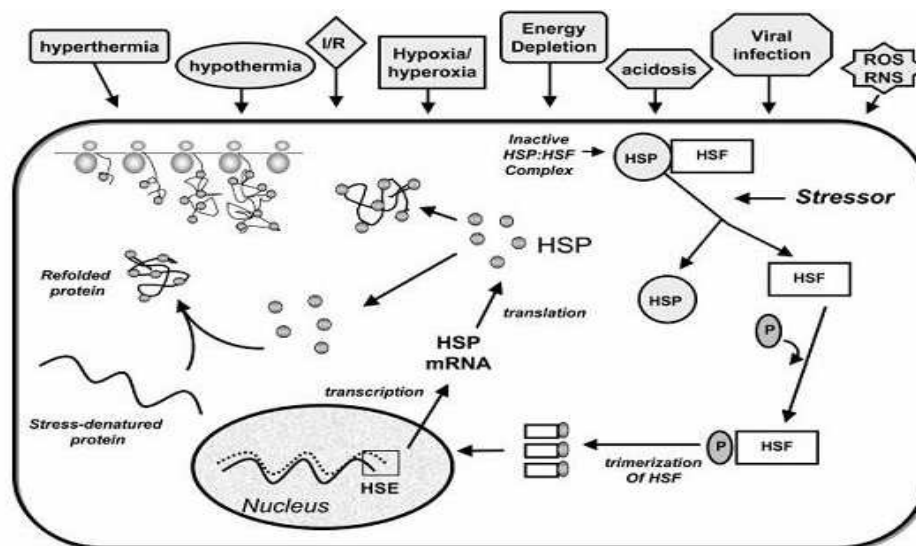 hyperthermia
hypothermia
I/R
Hypoxia/
hyperoxia
Energy
Depletion
acidosis
Viral
infection
ROS
RNS
Inactive
HSP:HSF
Complex
HSP
HSF
Stressor
HSP
HSP
HSF
Refolded
protein
translation
P
HSP
mRNA
transcription
Stress-denatured
protein
P
HSF
trimerization
Of HSF
HSE
Nucleus